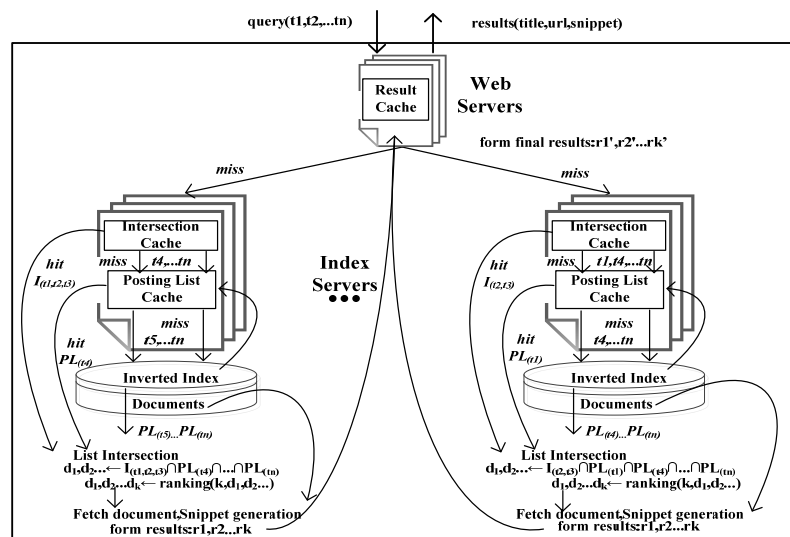 query(t1,t2,...tn)
results(title,url,snippet)
Result
Cache
Web
Servers
form final results:r1',r2'...rk'
miss
miss
Intersection
Cache
miss t4,...tn
hit
I(t1,t2,t3)
Posting List
Cache
miss
t5,...tn
hit
PL(t4)
Inverted Index
Documents
PL(t5)...PL(tn)
List Intersection
d1,d2...← I(t1,t2,t3)∩PL(t4)∩...∩PL(tn)
d1,d2...dk← ranking(k,d1,d2...)
Fetch document,Snippet generation
form results:r1,r2...rk
Index
Servers
•••
Intersection
Cache
miss t1,t4,...tn
hit
I(t2,t3)
Posting List
Cache
miss
t4,...tn
hit
PL(t1)
Inverted Index
Documents
PL(t4)...PL(tn)
List Intersection
d1,d2...← I(t2,t3)∩PL(t1)∩PL(t4)∩...∩PL(tn)
d1,d2...dk← ranking(k,d1,d2...)
Fetch document,Snippet generation
form results:r1,r2...rk